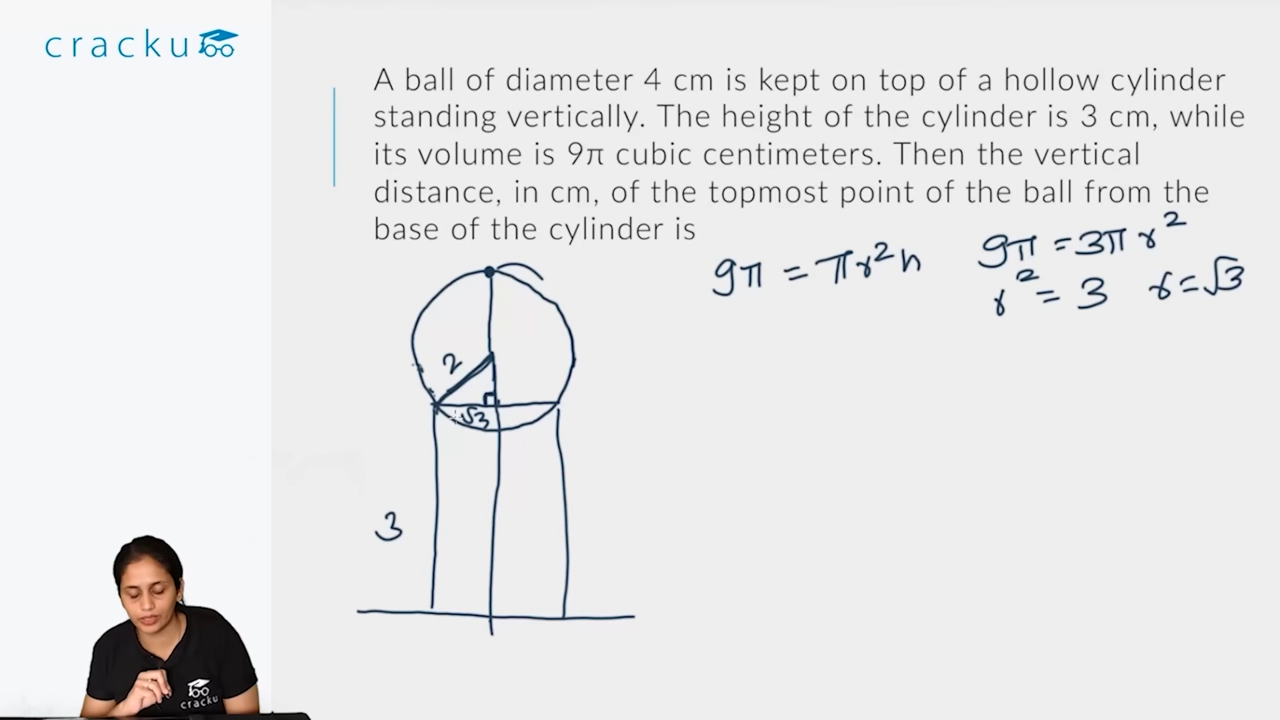 cracku
A ball of diameter 4 cm is kept on top of a hollow cylinder
standing vertically. The height of the cylinder is 3 cm, while
its volume is 9π cubic centimeters. Then the vertical
distance, in cm, of the topmost point of the ball from the
base of the cylinder is
9π = πr²h
9π = 3πr²
r² = 3 r = √3
2
√3
3
cracku